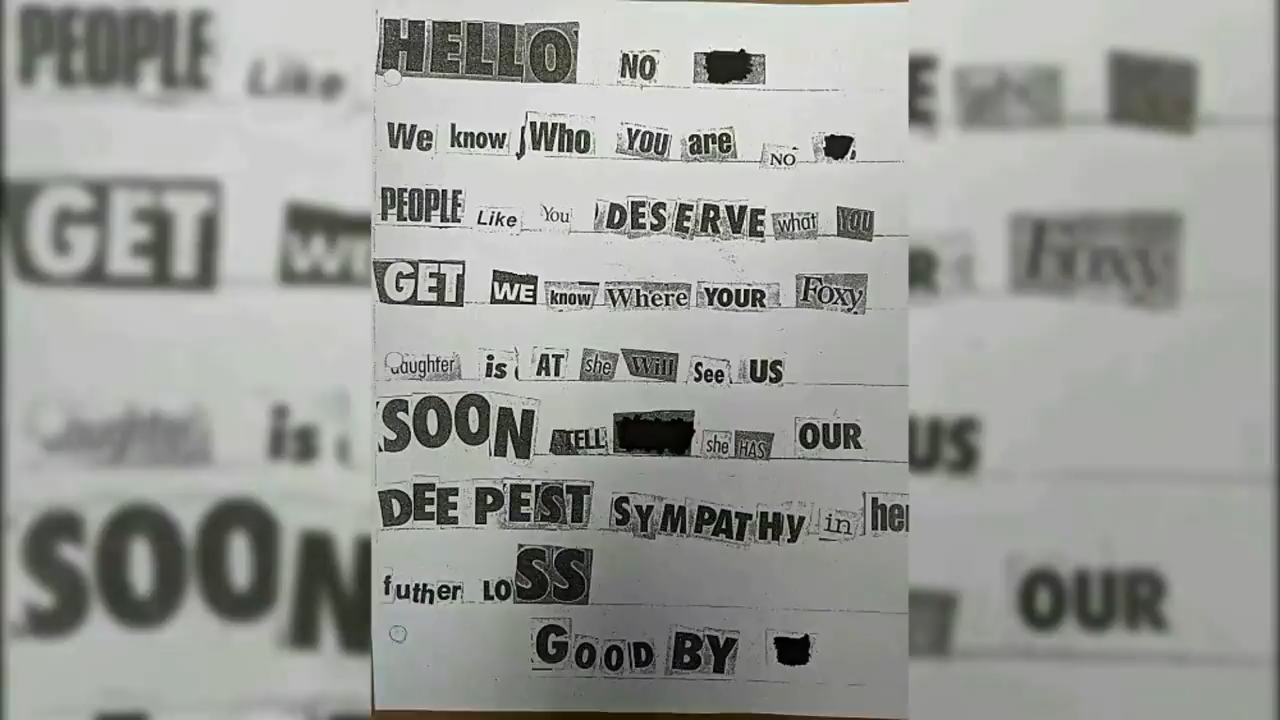 HELLO NO
We know Who YOU are NO
PEOPLE Like You DESERVE what YOU
GET WE know Where YOUR Foxy
daughter is AT she Will See US
SOON TELL she HAS OUR
DEEPEST SYMPATHY in her
futher LOSS
GOOD BY